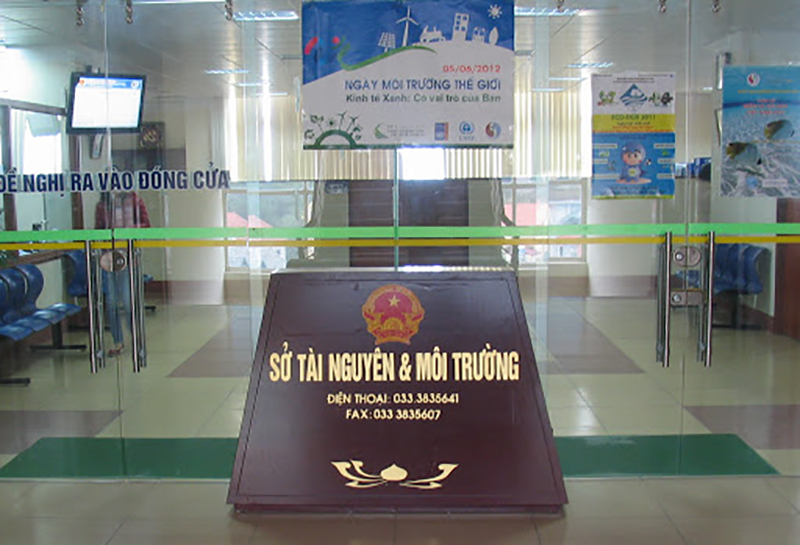 05/06/2012
NGÀY MÔI TRƯỜNG THẾ GIỚI
Kinh tế Xanh: Có vai trò của Bạn
ĐỀ NGHỊ RA VÀO ĐÓNG CỬA
SỞ TÀI NGUYÊN & MÔI TRƯỜNG
ĐIỆN THOẠI: 033.3835641
FAX: 033 3835607